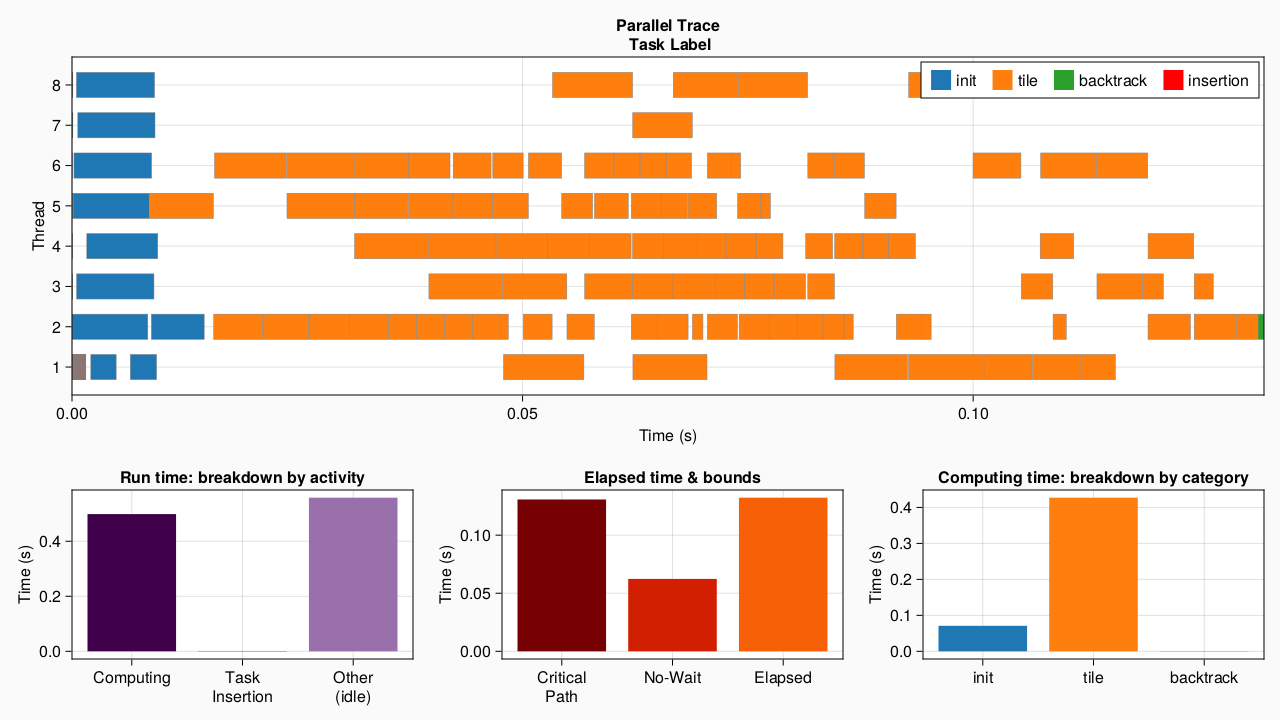 Parallel Trace
Task Label
init tile backtrack insertion
8
7
6
5
4
3
2
1
Thread
0.00 0.05 0.10
Time (s)
Run time: breakdown by activity
0.4
0.2
0.0
Time (s)
Computing Task Insertion Other (idle)
Elapsed time & bounds
0.10
0.05
0.00
Time (s)
Critical Path No-Wait Elapsed
Computing time: breakdown by category
0.4
0.3
0.2
0.1
0.0
Time (s)
init tile backtrack